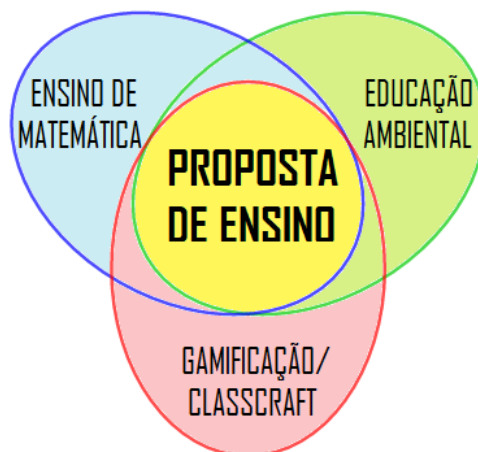 ENSINO DE
MATEMÁTICA
EDUCAÇÃO
AMBIENTAL
PROPOSTA
DE ENSINO
GAMIFICAÇÃO/
CLASSCRAFT